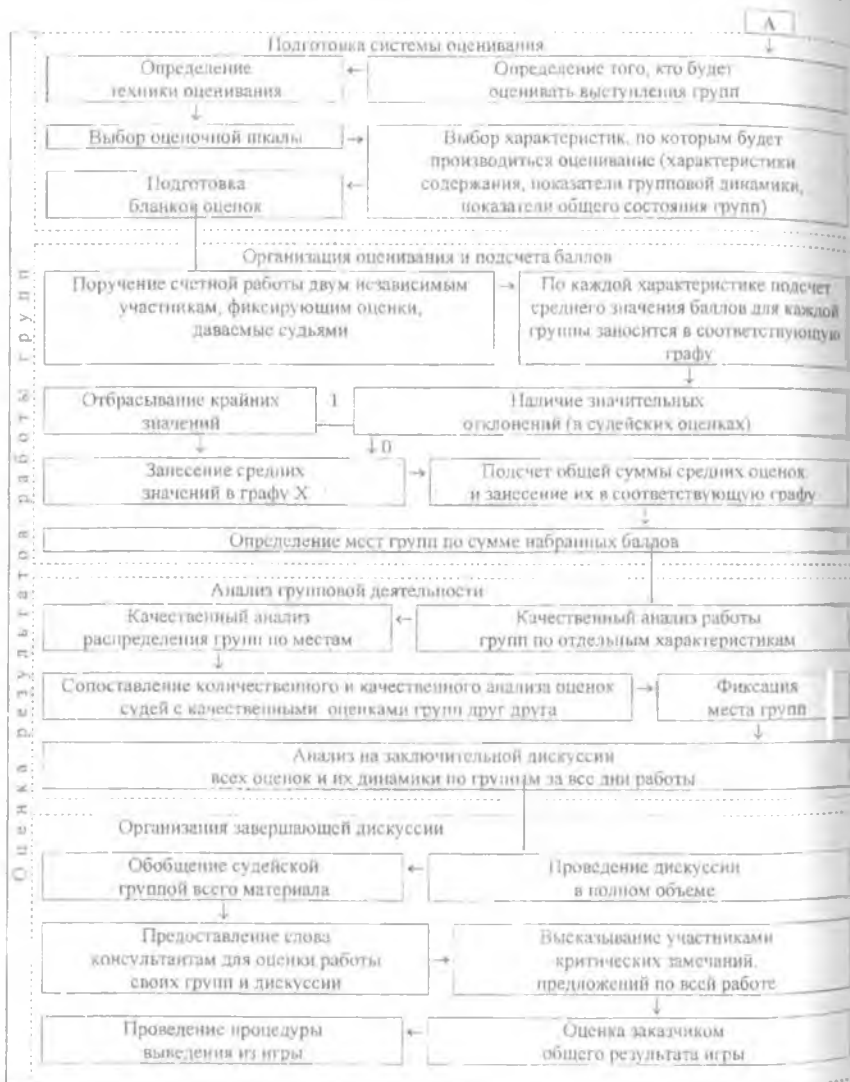 А
Подготовка системы оценивания
Определение
техники оценивания
←
Определение того, кто будет
оценивать выступления групп
Выбор оценочной шкалы
→
Выбор характеристик, по которым будет
производиться оценивание (характеристики
содержания, показатели групповой динамики,
показатели общего состояния групп)
Подготовка
бланков оценок
←
Организация оценивания и подсчета баллов
Поручение счетной работы двум независимым
участникам, фиксирующим оценки,
даваемые судьями
→
По каждой характеристике подсчет
среднего значения баллов для каждой
группы заносится в соответствующую
графу
Отбрасывание крайних
значений
1
Наличие значительных
отклонений (в судейских оценках)
↓0
Занесение средних
значений в графу X
→
Подсчет общей суммы средних оценок
и занесение их в соответствующую графу
Определение мест групп по сумме набранных баллов
Анализ групповой деятельности
Качественный анализ
распределения групп по местам
←
Качественный анализ работы
групп по отдельным характеристикам
Сопоставление количественного и качественного анализа оценок
судей с качественными оценками групп друг друга
→
Фиксация
места групп
Анализ на заключительной дискуссии
всех оценок и их динамики по группам за все дни работы
Организация завершающей дискуссии
Обобщение судейской
группой всего материала
←
Проведение дискуссии
в полном объеме
Предоставление слова
консультантам для оценки работы
своих групп и дискуссии
→
Высказывание участниками
критических замечаний,
предложений по всей работе
Проведение процедуры
выведения из игры
←
Оценка заказчиком
общего результата игры
Оценка результатов работы групп